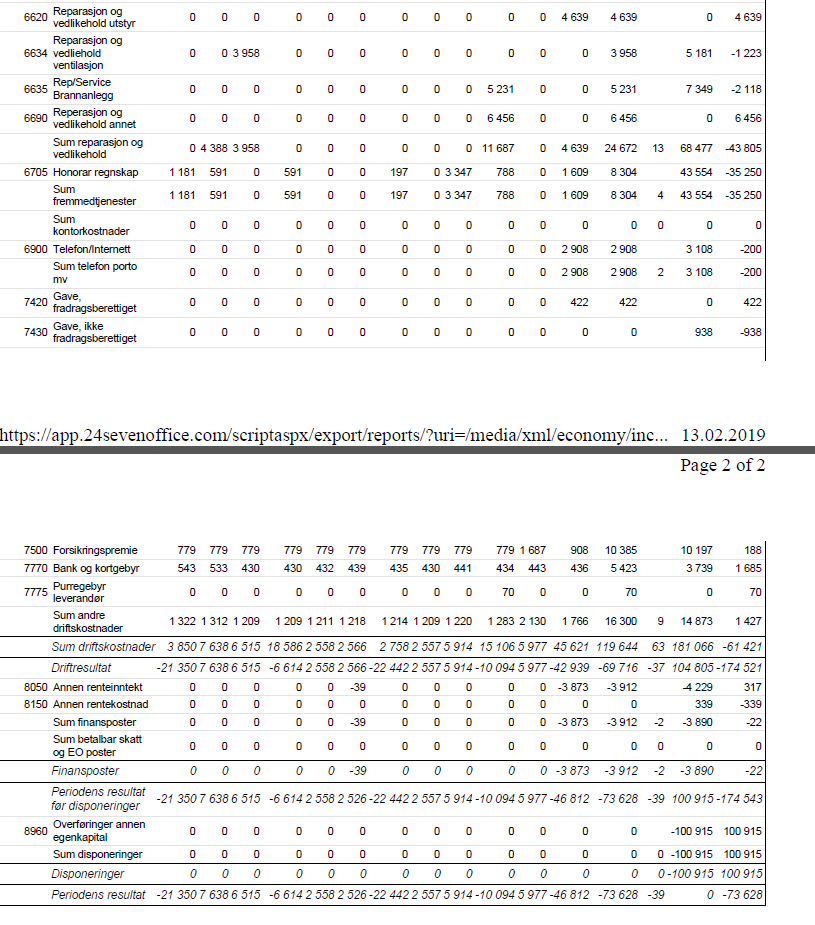 6620 Reparasjon og
vedlikehold utstyr 0 0 0 0 0 0 0 0 0 0 0 4 639 4 639 0 4 639
Reparasjon og
6634 vedliehold 0 0 3 958 0 0 0 0 0 0 0 0 0 3 958 5 181 -1 223
ventilasjon
6635 Rep/Service
Brannanlegg 0 0 0 0 0 0 0 0 0 5 231 0 0 5 231 7 349 -2 118
6690 Reperasjon og
vedlikehold annet 0 0 0 0 0 0 0 0 0 6 456 0 0 6 456 0 6 456
Sum reparasjon og
vedlikehold 0 4 388 3 958 0 0 0 0 0 0 11 687 0 4 639 24 672 13 68 477 -43 805
6705 Honorar regnskap 1 181 591 0 591 0 0 197 0 3 347 788 0 1 609 8 304 43 554 -35 250
Sum
fremmedtjenester 1 181 591 0 591 0 0 197 0 3 347 788 0 1 609 8 304 4 43 554 -35 250
Sum
kontorkostnader 0 0 0 0 0 0 0 0 0 0 0 0 0 0 0 0
6900 Telefon/Internett 0 0 0 0 0 0 0 0 0 0 0 2 908 2 908 3 108 -200
Sum telefon porto
mv 0 0 0 0 0 0 0 0 0 0 0 2 908 2 908 2 3 108 -200
7420 Gave,
fradragsberettiget 0 0 0 0 0 0 0 0 0 0 0 422 422 0 422
7430 Gave, ikke
fradragsberettiget 0 0 0 0 0 0 0 0 0 0 0 0 0 938 -938
https://app.24sevenoffice.com/scriptaspx/export/reports/?uri=/media/xml/economy/inc... 13.02.2019
Page 2 of 2
7500 Forsikringspremie 779 779 779 779 779 779 779 779 779 779 1 687 908 10 385 10 197 188
7770 Bank og kortgebyr 543 533 430 430 432 439 435 430 441 434 443 436 5 423 3 739 1 685
7775 Purregebyr
leverandør 0 0 0 0 0 0 0 0 0 70 0 0 70 0 70
Sum andre
driftskostnader 1 322 1 312 1 209 1 209 1 211 1 218 1 214 1 209 1 220 1 283 2 130 1 766 16 300 9 14 873 1 427
Sum driftskostnader 3 850 7 638 6 515 18 586 2 558 2 566 2 758 2 557 5 914 15 106 5 977 45 621 119 644 63 181 066 -61 421
Driftresultat -21 350 7 638 6 515 -6 614 2 558 2 566 -22 442 2 557 5 914 -10 094 5 977 -42 939 -69 716 -37 104 805 -174 521
8050 Annen renteinntekt 0 0 0 0 0 -39 0 0 0 0 0 -3 873 -3 912 -4 229 317
8150 Annen rentekostnad 0 0 0 0 0 0 0 0 0 0 0 0 0 339 -339
Sum finansposter 0 0 0 0 0 -39 0 0 0 0 0 -3 873 -3 912 -2 -3 890 -22
Sum betalbar skatt
og EO poster 0 0 0 0 0 0 0 0 0 0 0 0 0 0 0 0
Finansposter 0 0 0 0 0 -39 0 0 0 0 0 -3 873 -3 912 -2 -3 890 -22
Periodens resultat
før disponeringer -21 350 7 638 6 515 -6 614 2 558 2 526 -22 442 2 557 5 914 -10 094 5 977 -46 812 -73 628 -39 100 915 -174 543
8960 Overføringer annen
egenkapital 0 0 0 0 0 0 0 0 0 0 0 0 0 -100 915 100 915
Sum disponeringer 0 0 0 0 0 0 0 0 0 0 0 0 0 0 -100 915 100 915
Disponeringer 0 0 0 0 0 0 0 0 0 0 0 0 0 0 -100 915 100 915
Periodens resultat -21 350 7 638 6 515 -6 614 2 558 2 526 -22 442 2 557 5 914 -10 094 5 977 -46 812 -73 628 -39 0 -73 628